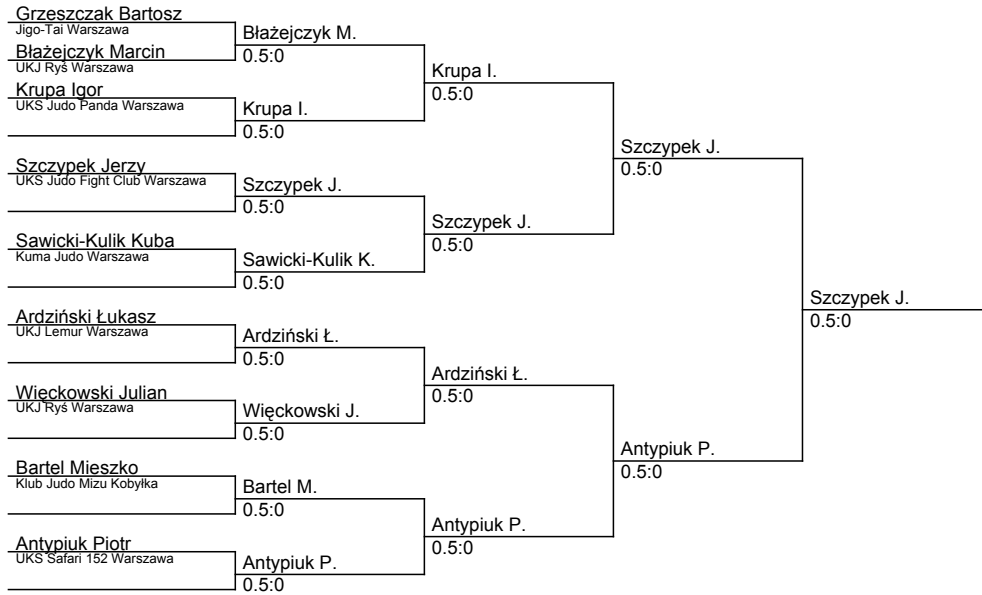 Grzeszczak Bartosz
Jigo-Tai Warszawa
Błażejczyk Marcin
UKJ Ryś Warszawa
Krupa Igor
UKS Judo Panda Warszawa
Szczypek Jerzy
UKS Judo Fight Club Warszawa
Sawicki-Kulik Kuba
Kuma Judo Warszawa
Ardziński Łukasz
UKJ Lemur Warszawa
Więckowski Julian
UKJ Ryś Warszawa
Bartel Mieszko
Klub Judo Mizu Kobyłka
Antypiuk Piotr
UKS Safari 152 Warszawa
Błażejczyk M.
0.5:0
Krupa I.
0.5:0
Szczypek J.
0.5:0
Sawicki-Kulik K.
0.5:0
Ardziński Ł.
0.5:0
Więckowski J.
0.5:0
Bartel M.
0.5:0
Antypiuk P.
0.5:0
Krupa I.
0.5:0
Szczypek J.
0.5:0
Ardziński Ł.
0.5:0
Antypiuk P.
0.5:0
Szczypek J.
0.5:0
Antypiuk P.
0.5:0
Szczypek J.
0.5:0